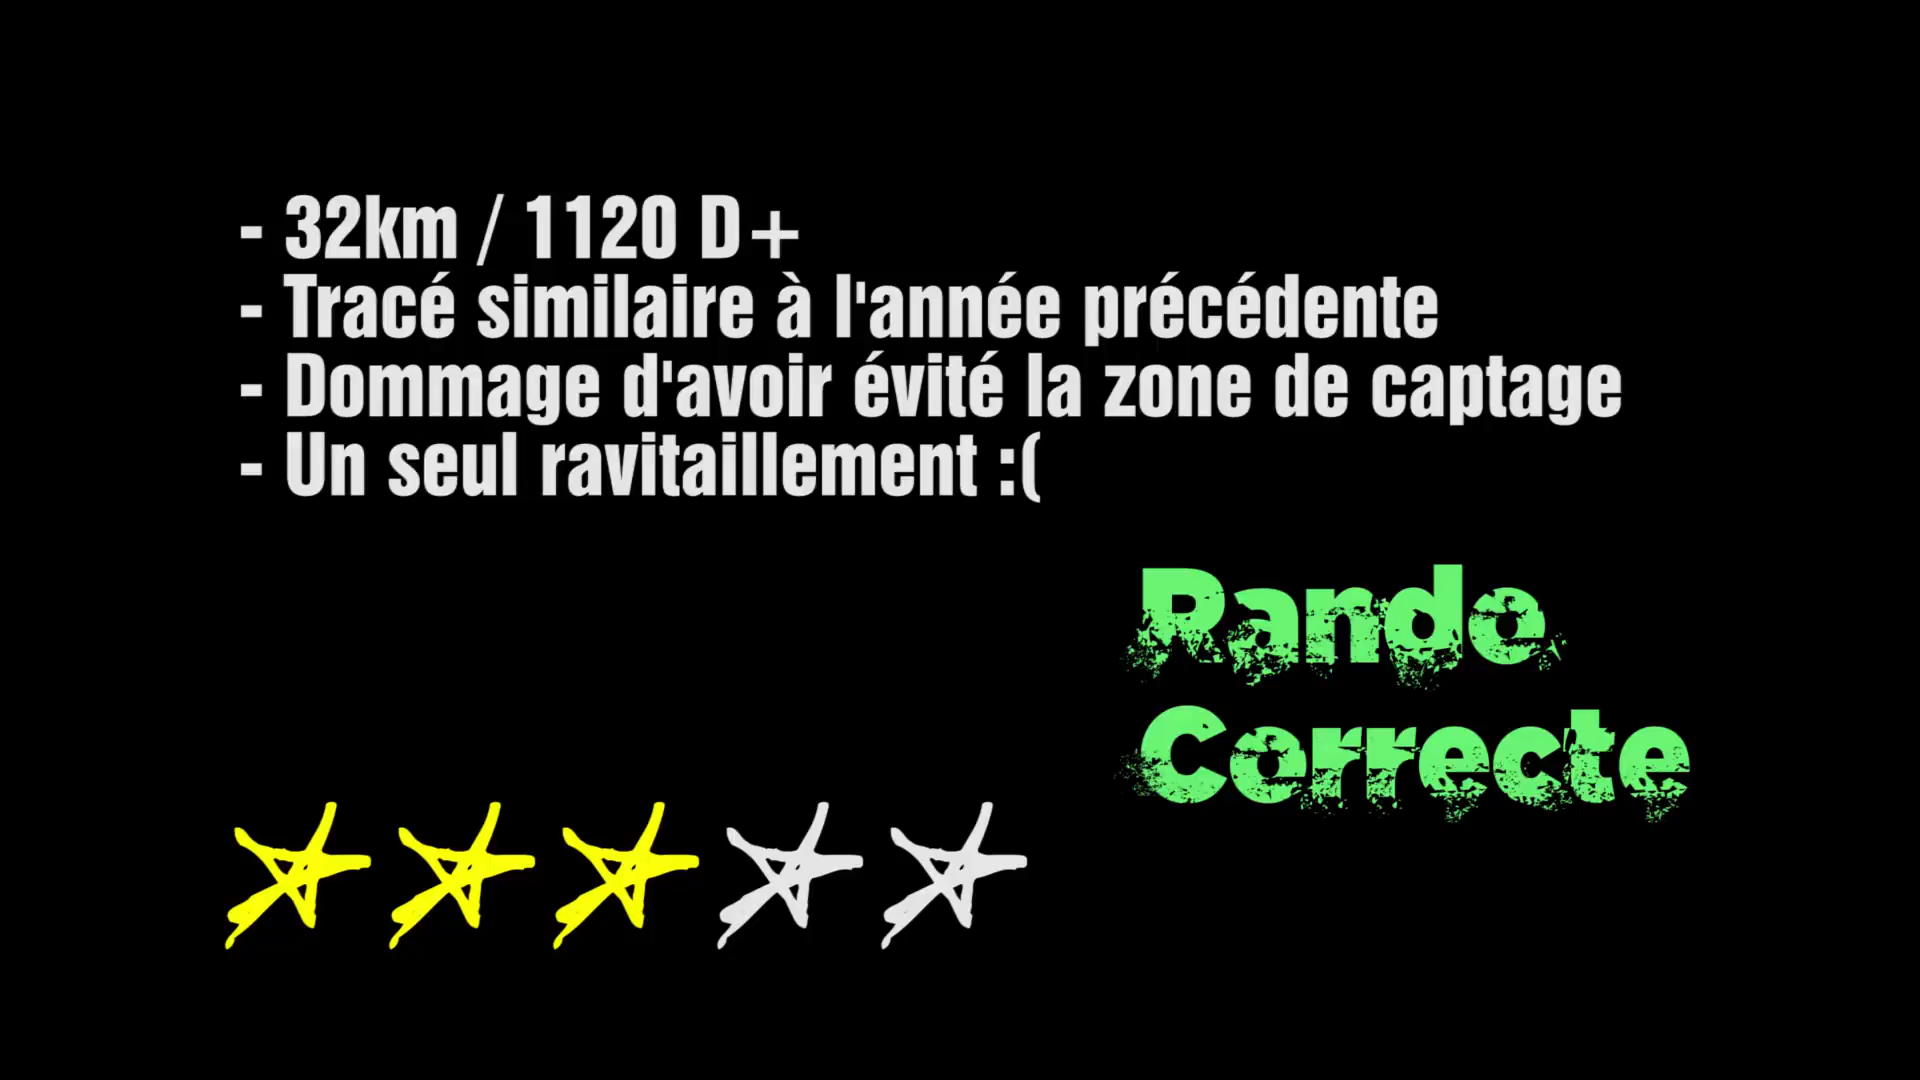 - 32km / 1120 D+
- Tracé similaire à l'année précédente
- Dommage d'avoir évité la zone de captage
- Un seul ravitaillement :(
Rando
Correcte